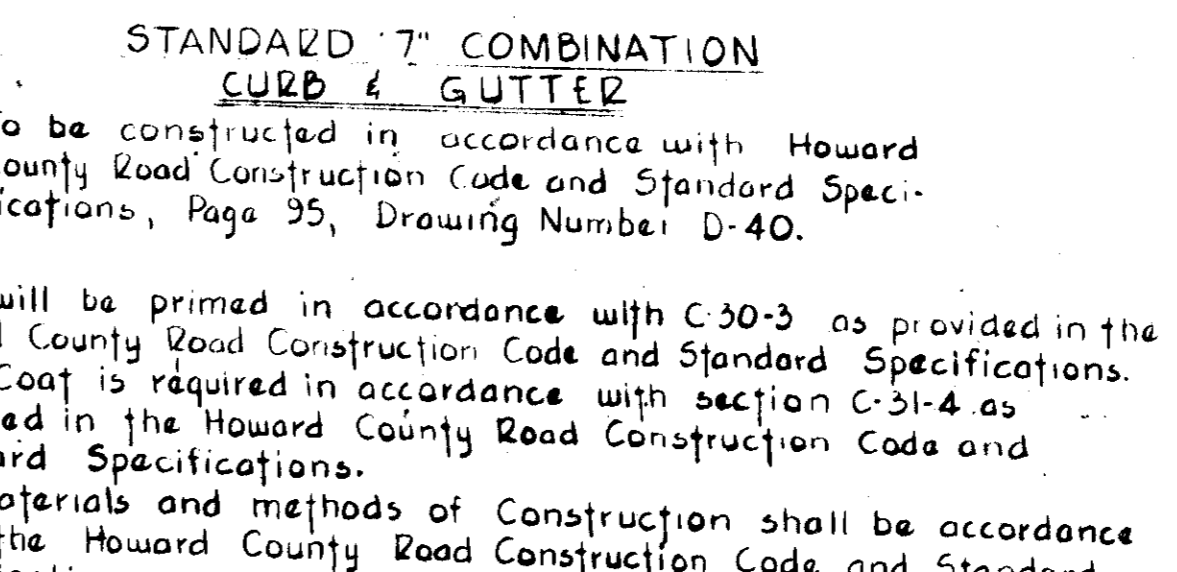 STANDARD 7" COMBINATION
CURB & GUTTER
o be constructed in accordance with Howard
ounty Road Construction Code and Standard Speci-
ications, Page 95, Drawing Number D-40.
will be primed in accordance with C-30-3 as provided in the
County Road Construction Code and Standard Specifications.
Coat is required in accordance with section C-31-4 as
ed in the Howard County Road Construction Code and
ard Specifications.
aterials and methods of Construction shall be accordance
the Howard County Road Construction Code and Standard